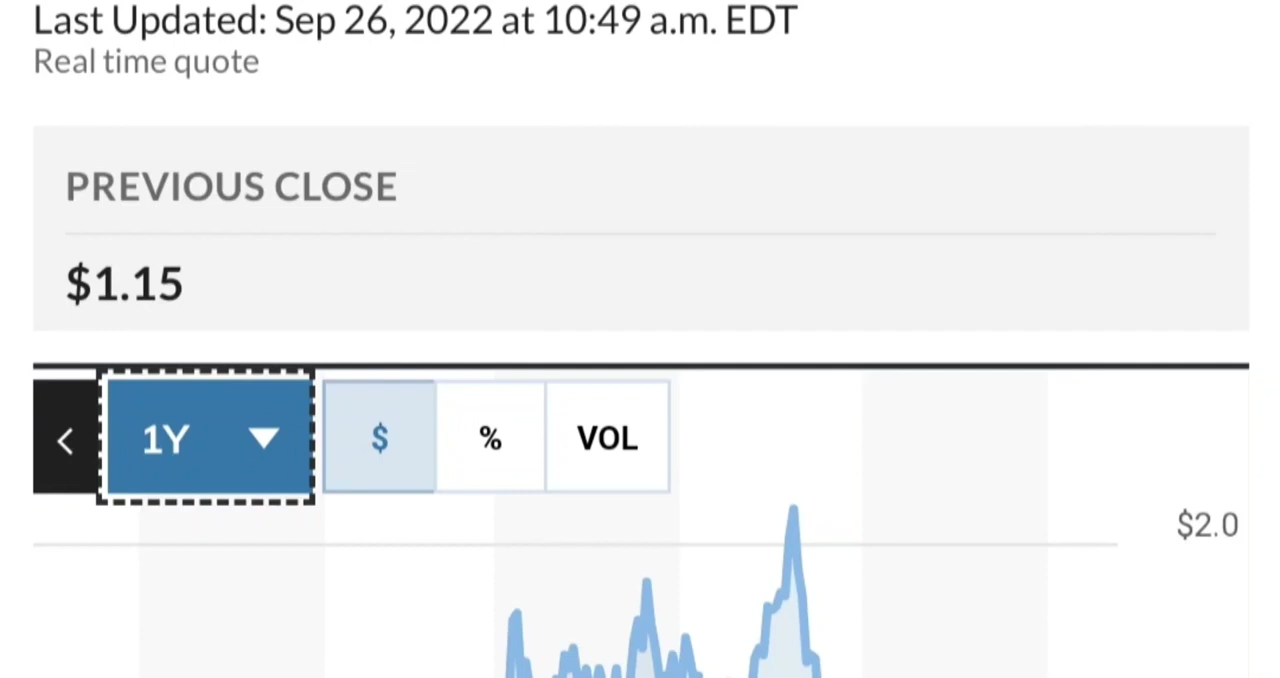 Last Updated: Sep 26, 2022 at 10:49 a.m. EDT
Real time quote
PREVIOUS CLOSE
$1.15
1Y $ % VOL
$2.0